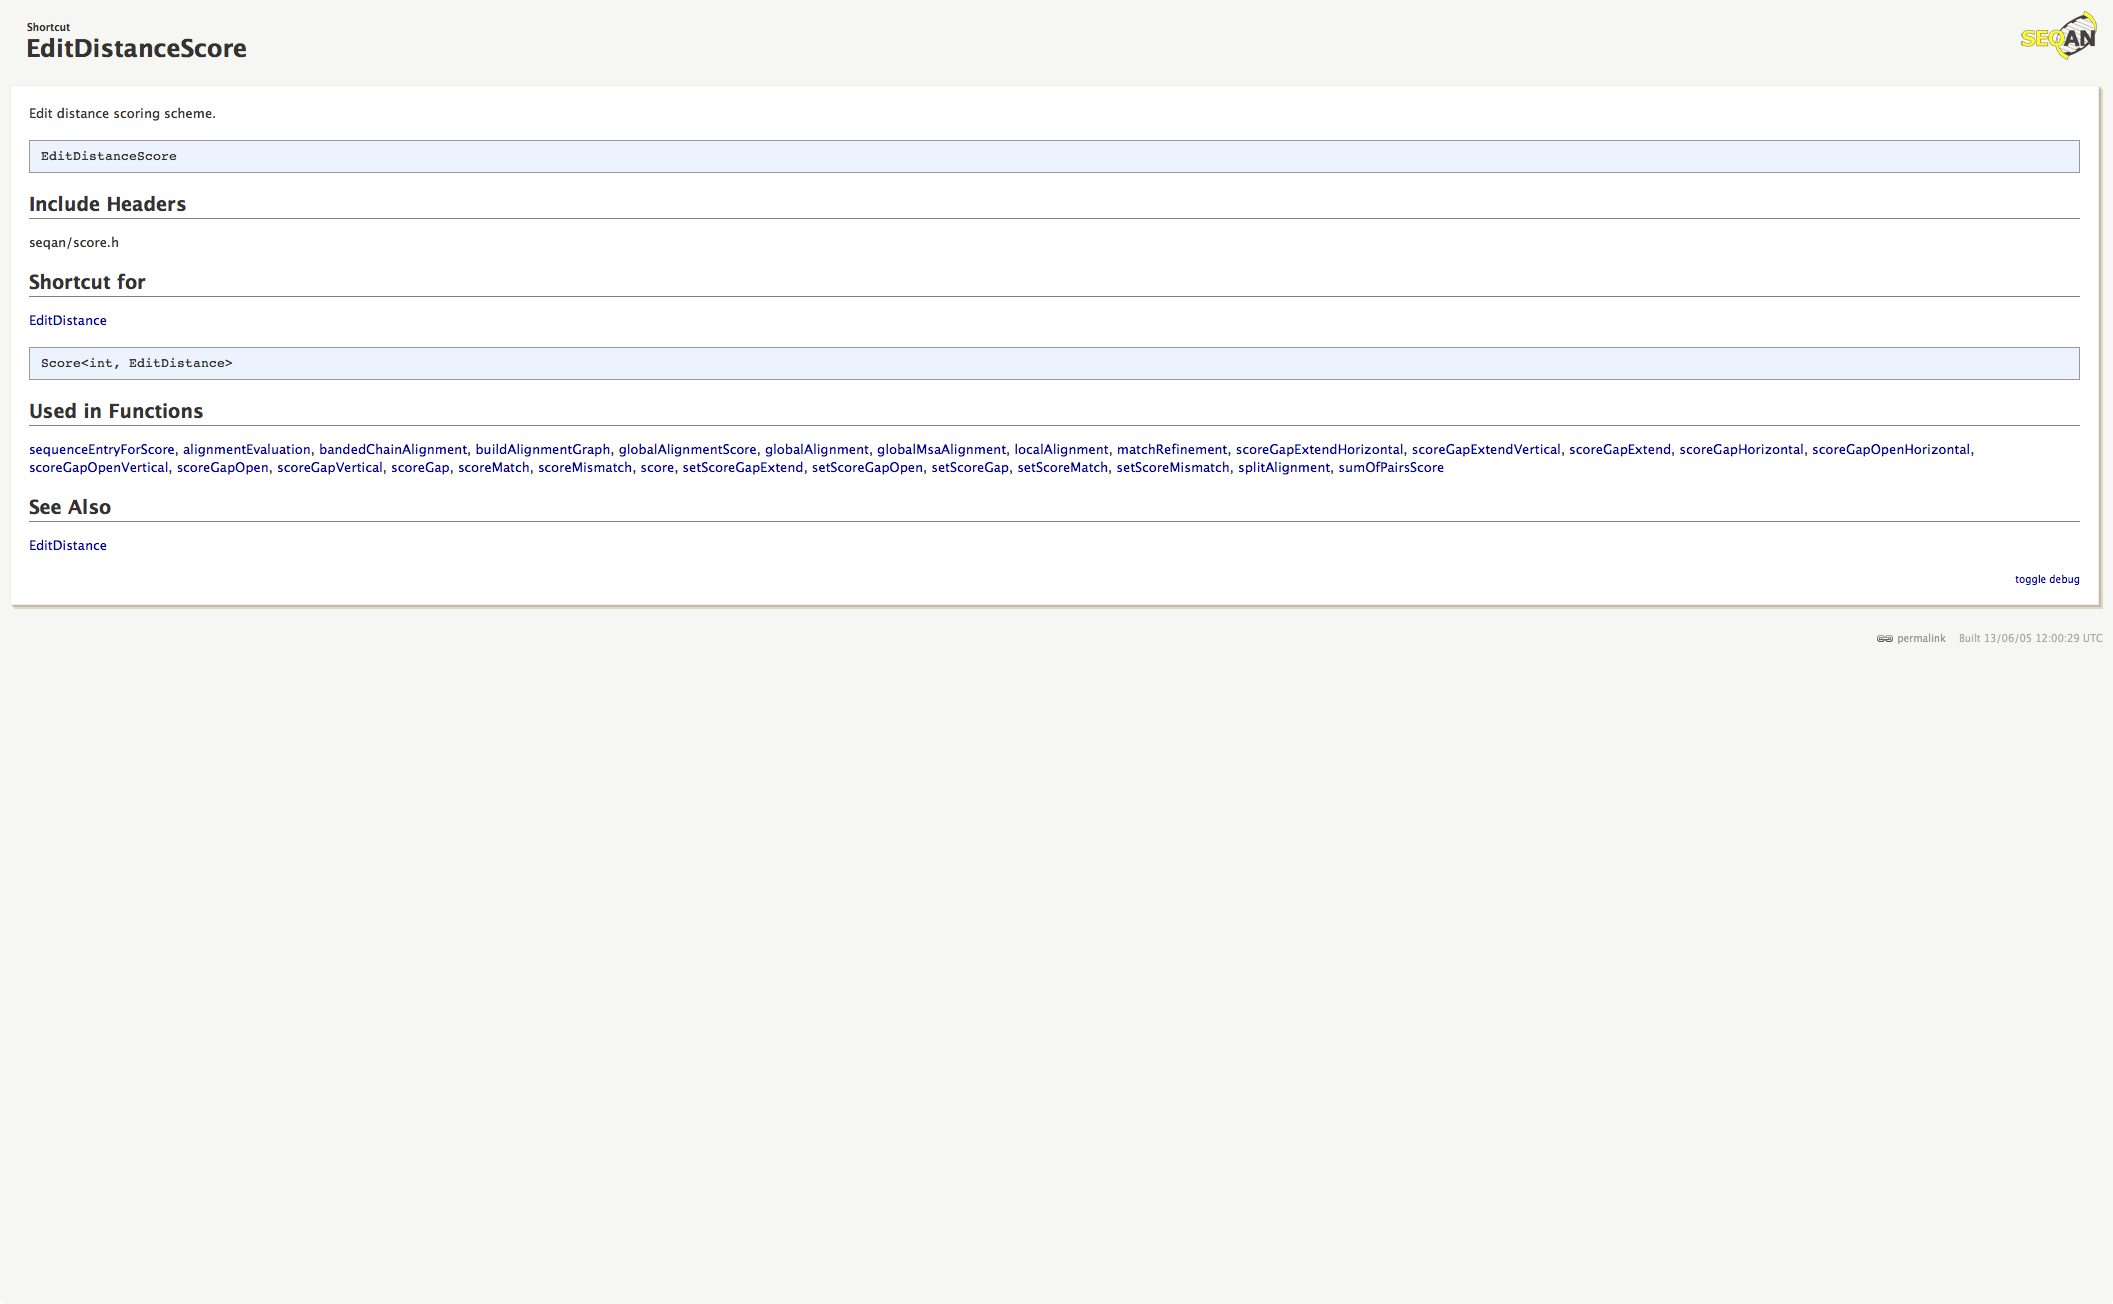 Shortcut
EditDistanceScore
SEQAN
Edit distance scoring scheme.
EditDistanceScore
Include Headers
seqan/score.h
Shortcut for
EditDistance
Score<int, EditDistance>
Used in Functions
sequenceEntryForScore, alignmentEvaluation, bandedChainAlignment, buildAlignmentGraph, globalAlignmentScore, globalAlignment, globalMsaAlignment, localAlignment, matchRefinement, scoreGapExtendHorizontal, scoreGapExtendVertical, scoreGapExtend, scoreGapHorizontal, scoreGapOpenHorizontal,
scoreGapOpenVertical, scoreGapOpen, scoreGapVertical, scoreGap, scoreMatch, scoreMismatch, score, setScoreGapExtend, setScoreGapOpen, setScoreGap, setScoreMatch, setScoreMismatch, splitAlignment, sumOfPairsScore
See Also
EditDistance
toggle debug
permalink Built 13/06/05 12:00:29 UTC